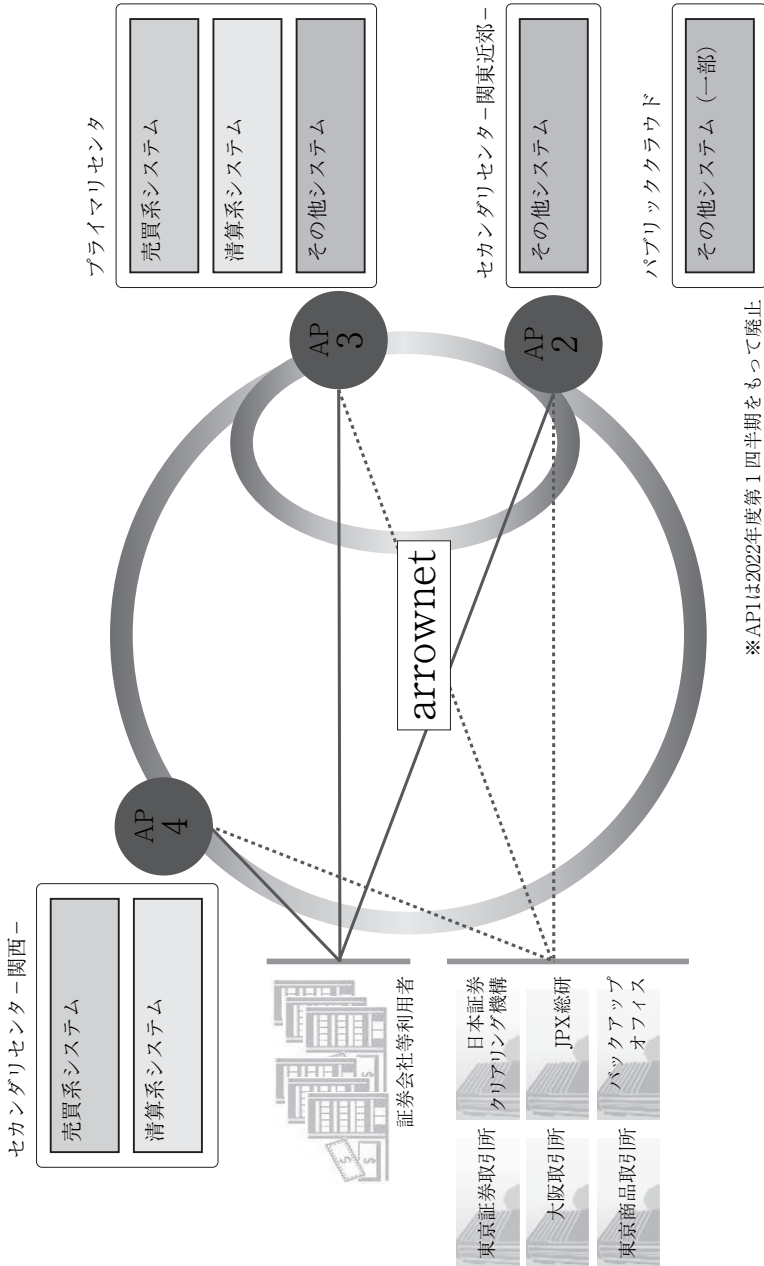 セカンダリセンタ－関西－
売買系システム
清算系システム
AP
4
証券会社等利用者
東京証券取引所
大阪取引所
東京商品取引所
日本証券
クリアリング機構
JPX総研
バックアップ
オフィス
arrownet
プライマリセンタ
売買系システム
清算系システム
その他システム
AP
3
セカンダリセンタ－関東近郊－
その他システム
AP
2
パブリッククラウド
その他システム（一部）
※AP1は2022年度第1四半期をもって廃止